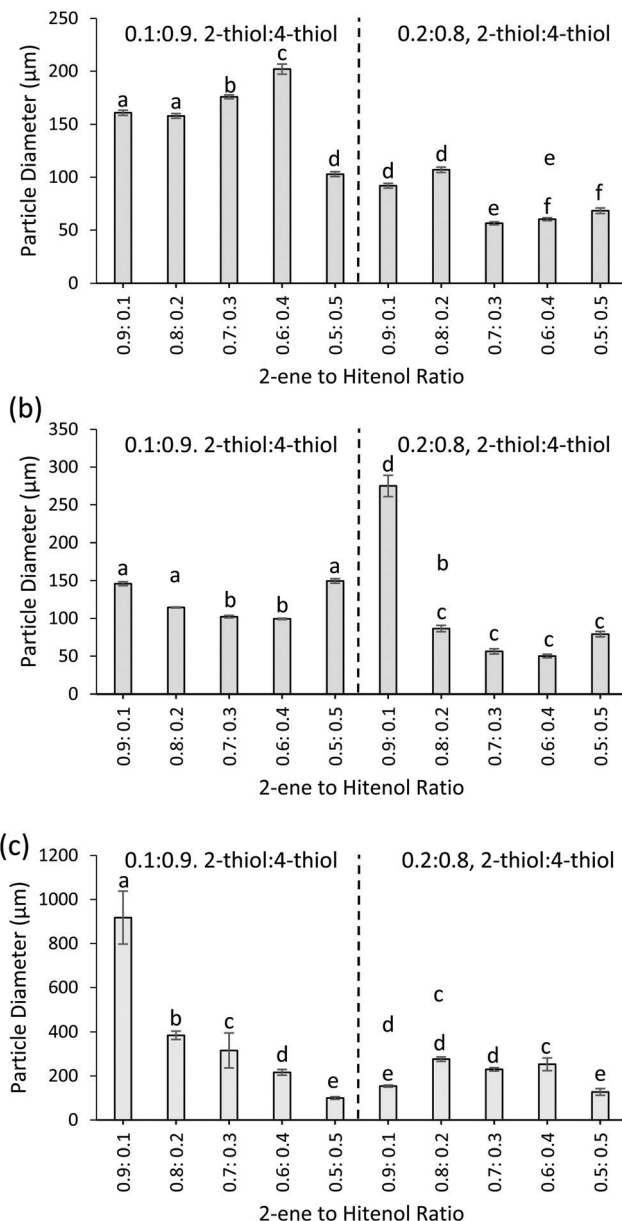 0.1:0.9. 2-thiol:4-thiol
0.2:0.8, 2-thiol:4-thiol
Particle Diameter (µm)
250
200
150
100
50
0
a
a
b
c
d
d
d
e
e
f
f
0.9: 0.1
0.8: 0.2
0.7: 0.3
0.6: 0.4
0.5: 0.5
0.9: 0.1
0.8: 0.2
0.7: 0.3
0.6: 0.4
0.5: 0.5
2-ene to Hitenol Ratio
(b)
0.1:0.9. 2-thiol:4-thiol
0.2:0.8, 2-thiol:4-thiol
Particle Diameter (µm)
350
300
250
200
150
100
50
0
a
a
b
b
a
d
b
c
c
c
c
0.9: 0.1
0.8: 0.2
0.7: 0.3
0.6: 0.4
0.5: 0.5
0.9: 0.1
0.8: 0.2
0.7: 0.3
0.6: 0.4
0.5: 0.5
2-ene to Hitenol Ratio
(c)
0.1:0.9. 2-thiol:4-thiol
0.2:0.8, 2-thiol:4-thiol
Particle Diameter (µm)
1200
1000
800
600
400
200
0
a
b
c
d
e
d
e
c
d
d
c
e
0.9: 0.1
0.8: 0.2
0.7: 0.3
0.6: 0.4
0.5: 0.5
0.9: 0.1
0.8: 0.2
0.7: 0.3
0.6: 0.4
0.5: 0.5
2-ene to Hitenol Ratio